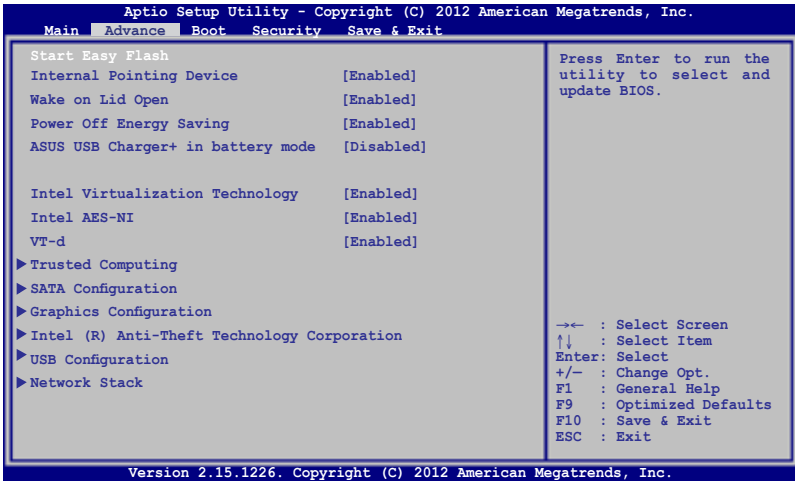 Aptio Setup Utility - Copyright (C) 2012 American Megatrends, Inc.
Main Advance Boot Security Save & Exit
Start Easy Flash
Internal Pointing Device [Enabled]
Wake on Lid Open [Enabled]
Power Off Energy Saving [Enabled]
ASUS USB Charger+ in battery mode [Disabled]
Intel Virtualization Technology [Enabled]
Intel AES-NI [Enabled]
VT-d [Enabled]
Trusted Computing
SATA Configuration
Graphics Configuration
Intel (R) Anti-Theft Technology Corporation
USB Configuration
Network Stack
Press Enter to run the
utility to select and
update BIOS.
→← : Select Screen
↑↓ : Select Item
Enter: Select
+/— : Change Opt.
F1 : General Help
F9 : Optimized Defaults
F10 : Save & Exit
ESC : Exit
Version 2.15.1226. Copyright (C) 2012 American Megatrends, Inc.